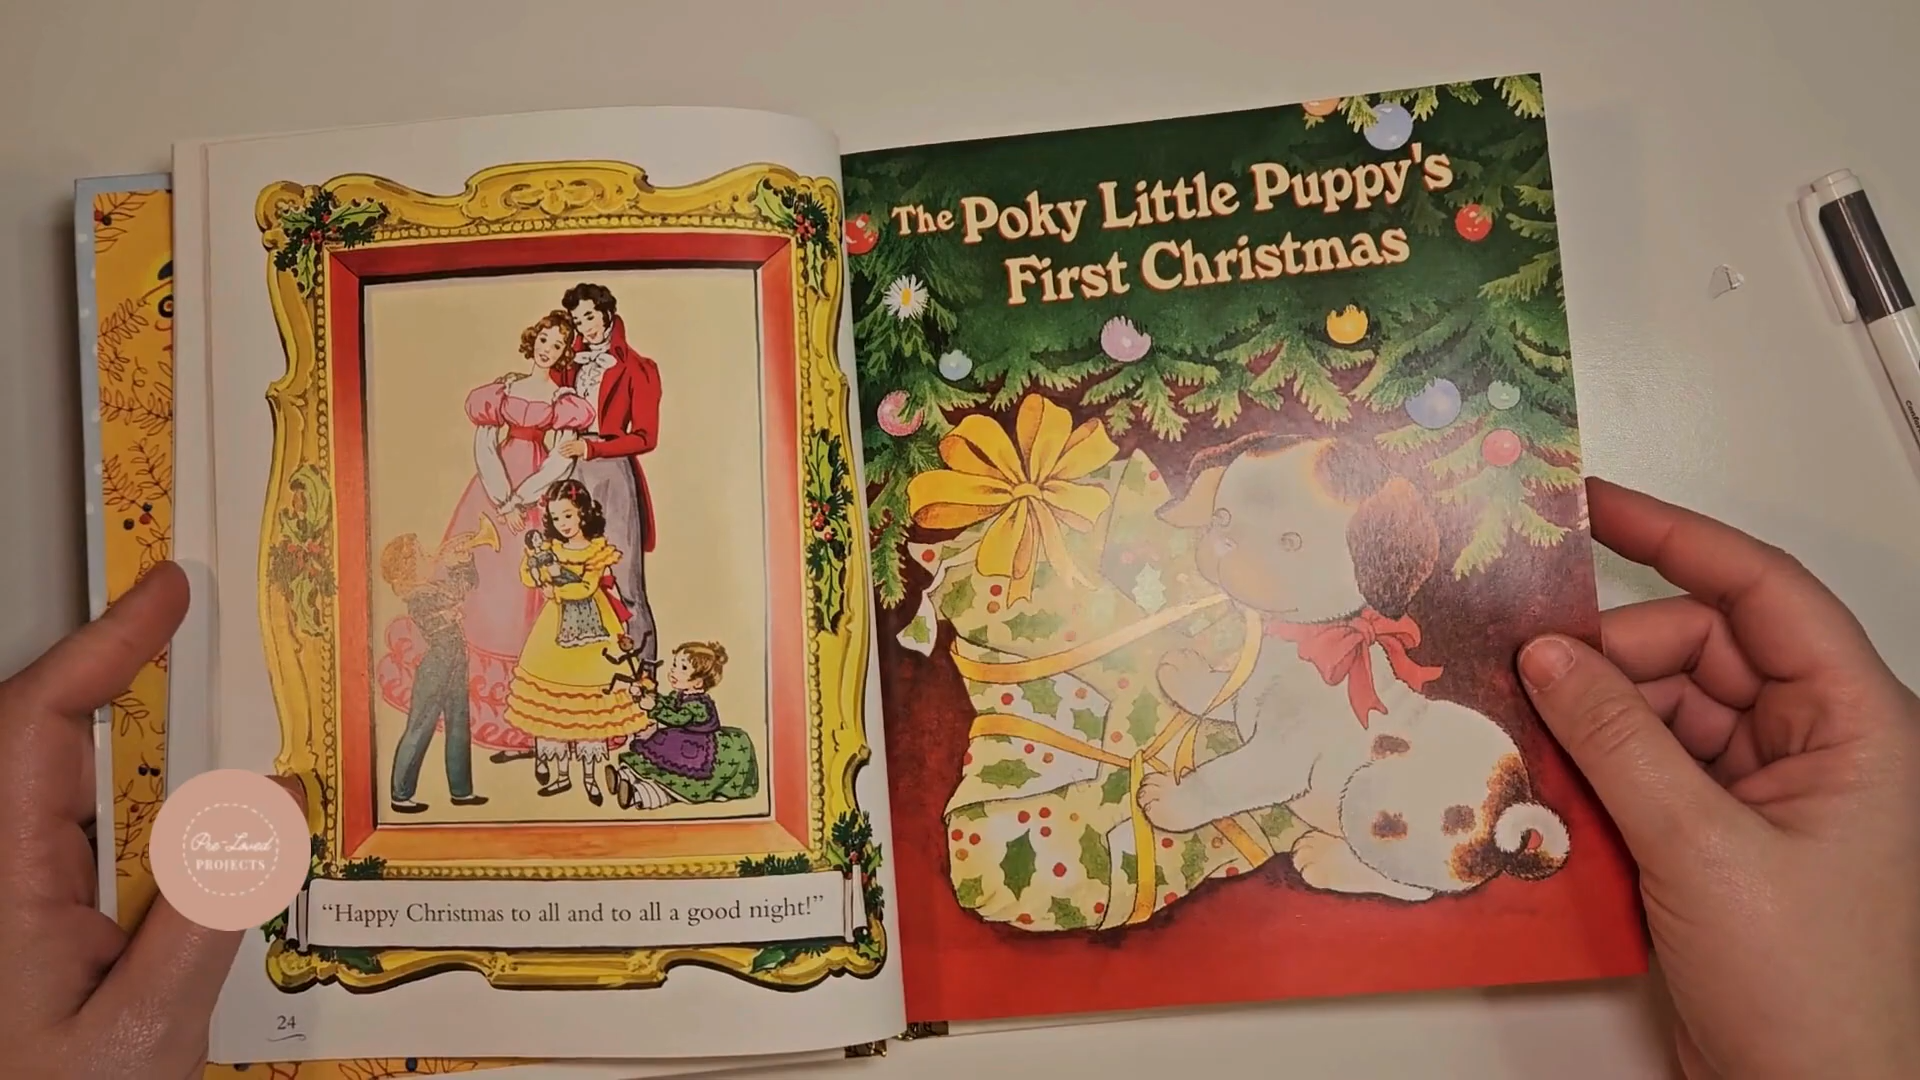 The Poky Little Puppy's
First Christmas
"Happy Christmas to all and to all a good night!"
24
Pre-Loved
PROJECTS